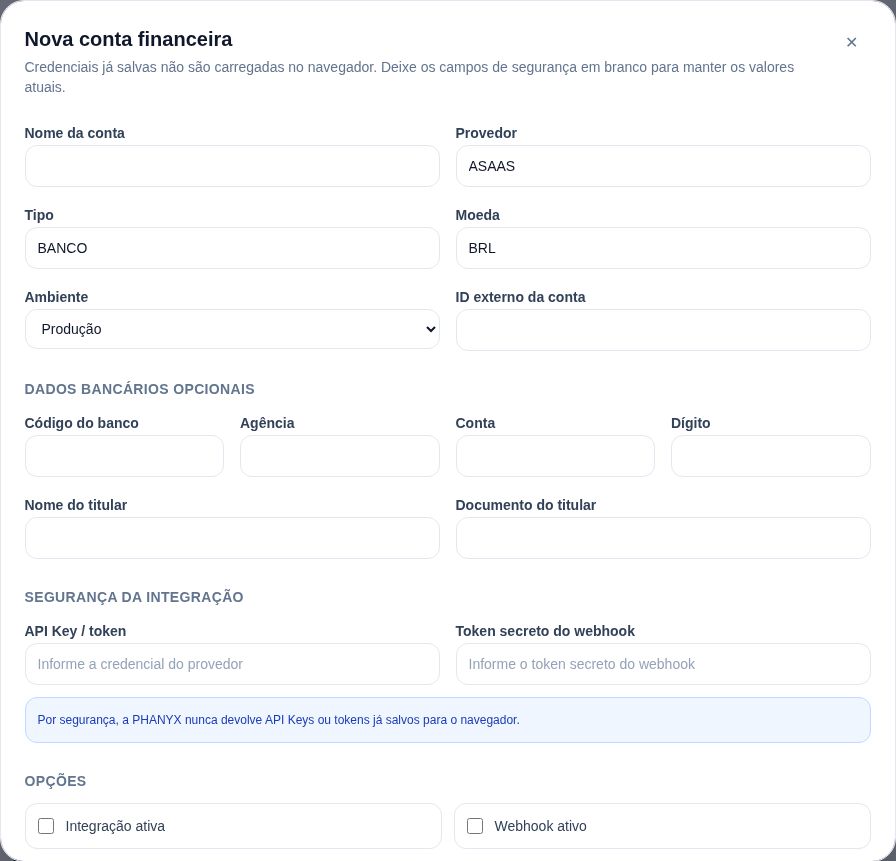 Nova conta financeira
✕
Credenciais já salvas não são carregadas no navegador. Deixe os campos de segurança em branco para manter os valores
atuais.
Nome da conta
Provedor
ASAAS
Tipo
Moeda
BANCO
BRL
Ambiente
ID externo da conta
Produção
DADOS BANCÁRIOS OPCIONAIS
Código do banco
Agência
Conta
Dígito
Nome do titular
Documento do titular
SEGURANÇA DA INTEGRAÇÃO
API Key / token
Token secreto do webhook
Informe a credencial do provedor
Informe o token secreto do webhook
Por segurança, a PHANYX nunca devolve API Keys ou tokens já salvos para o navegador.
OPÇÕES
Integração ativa
Webhook ativo